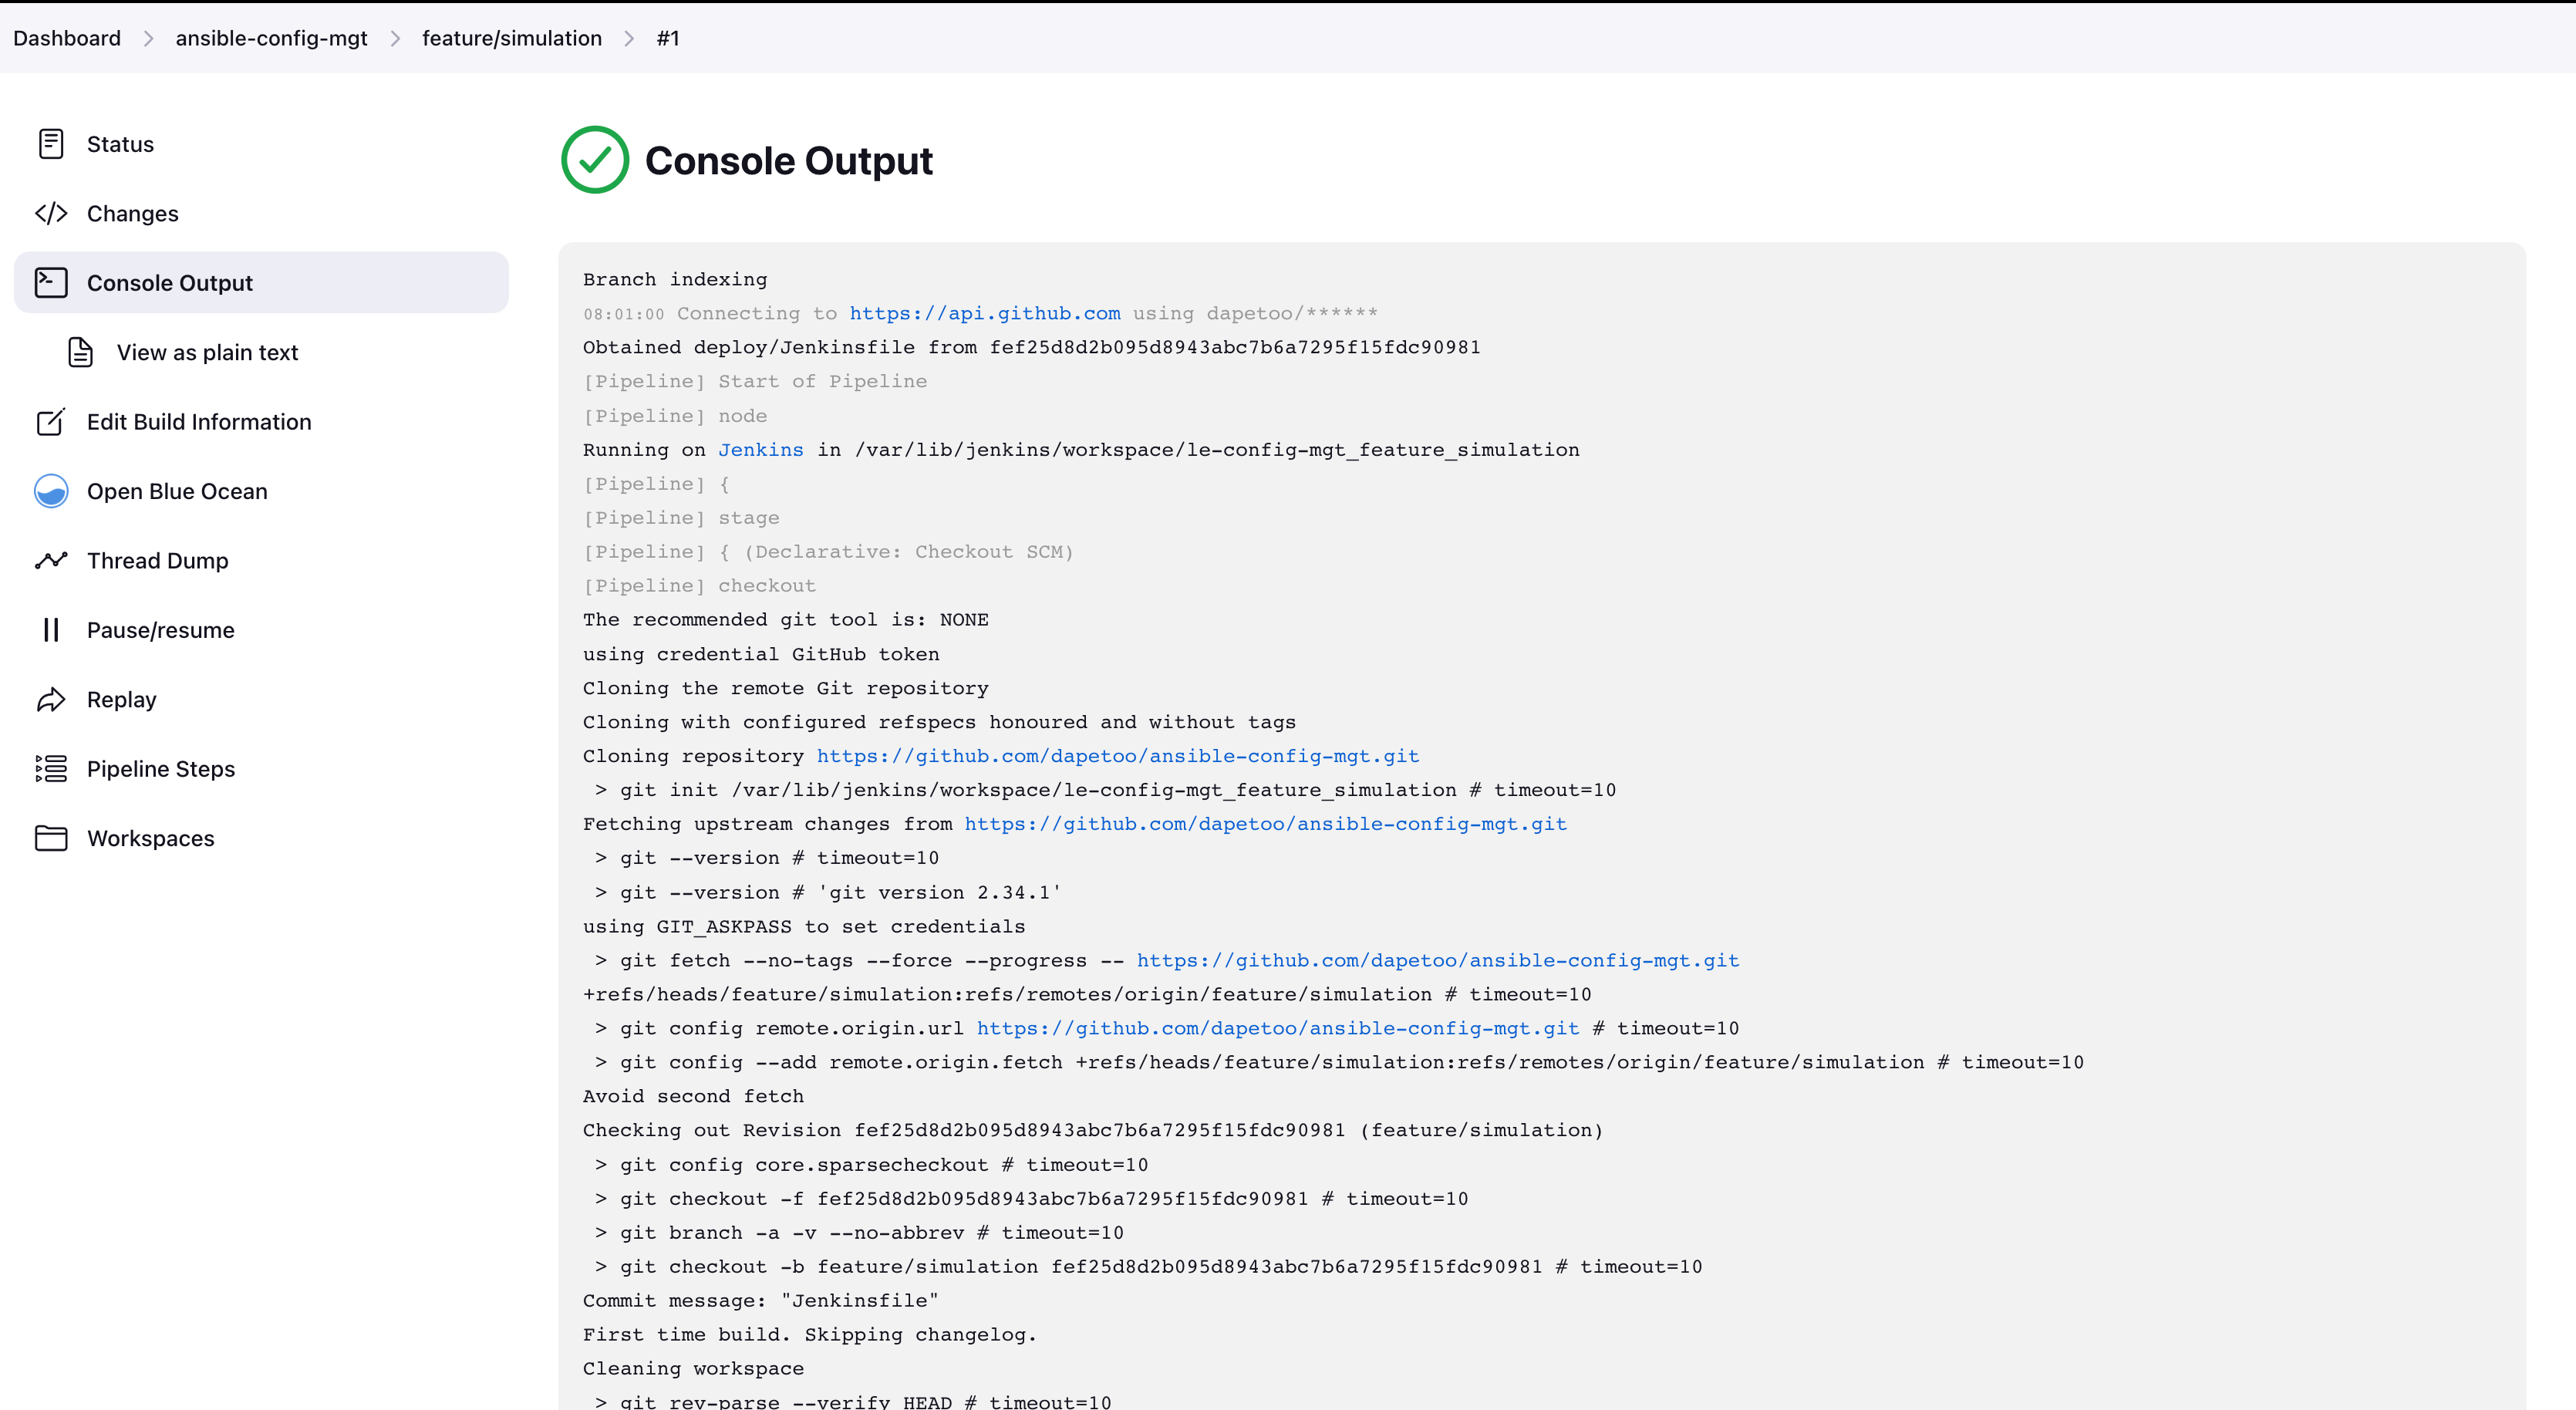 Dashboard > ansible-config-mgt > feature/simulation > #1
Status
Changes
Console Output
View as plain text
Edit Build Information
Open Blue Ocean
Thread Dump
Pause/resume
Replay
Pipeline Steps
Workspaces
Console Output
Branch indexing
08:01:00 Connecting to https://api.github.com using dapetoo/******
Obtained deploy/Jenkinsfile from fef25d8d2b095d8943abc7b6a7295f15fdc90981
[Pipeline] Start of Pipeline
[Pipeline] node
Running on Jenkins in /var/lib/jenkins/workspace/le-config-mgt_feature_simulation
[Pipeline] {
[Pipeline] stage
[Pipeline] { (Declarative: Checkout SCM)
[Pipeline] checkout
The recommended git tool is: NONE
using credential GitHub token
Cloning the remote Git repository
Cloning with configured refspecs honoured and without tags
Cloning repository https://github.com/dapetoo/ansible-config-mgt.git
 > git init /var/lib/jenkins/workspace/le-config-mgt_feature_simulation # timeout=10
Fetching upstream changes from https://github.com/dapetoo/ansible-config-mgt.git
 > git --version # timeout=10
 > git --version # 'git version 2.34.1'
using GIT_ASKPASS to set credentials
 > git fetch --no-tags --force --progress -- https://github.com/dapetoo/ansible-config-mgt.git
+refs/heads/feature/simulation:refs/remotes/origin/feature/simulation # timeout=10
 > git config remote.origin.url https://github.com/dapetoo/ansible-config-mgt.git # timeout=10
 > git config --add remote.origin.fetch +refs/heads/feature/simulation:refs/remotes/origin/feature/simulation # timeout=10
Avoid second fetch
Checking out Revision fef25d8d2b095d8943abc7b6a7295f15fdc90981 (feature/simulation)
 > git config core.sparsecheckout # timeout=10
 > git checkout -f fef25d8d2b095d8943abc7b6a7295f15fdc90981 # timeout=10
 > git branch -a -v --no-abbrev # timeout=10
 > git checkout -b feature/simulation fef25d8d2b095d8943abc7b6a7295f15fdc90981 # timeout=10
Commit message: "Jenkinsfile"
First time build. Skipping changelog.
Cleaning workspace
 > git rev-parse --verify HEAD # timeout=10